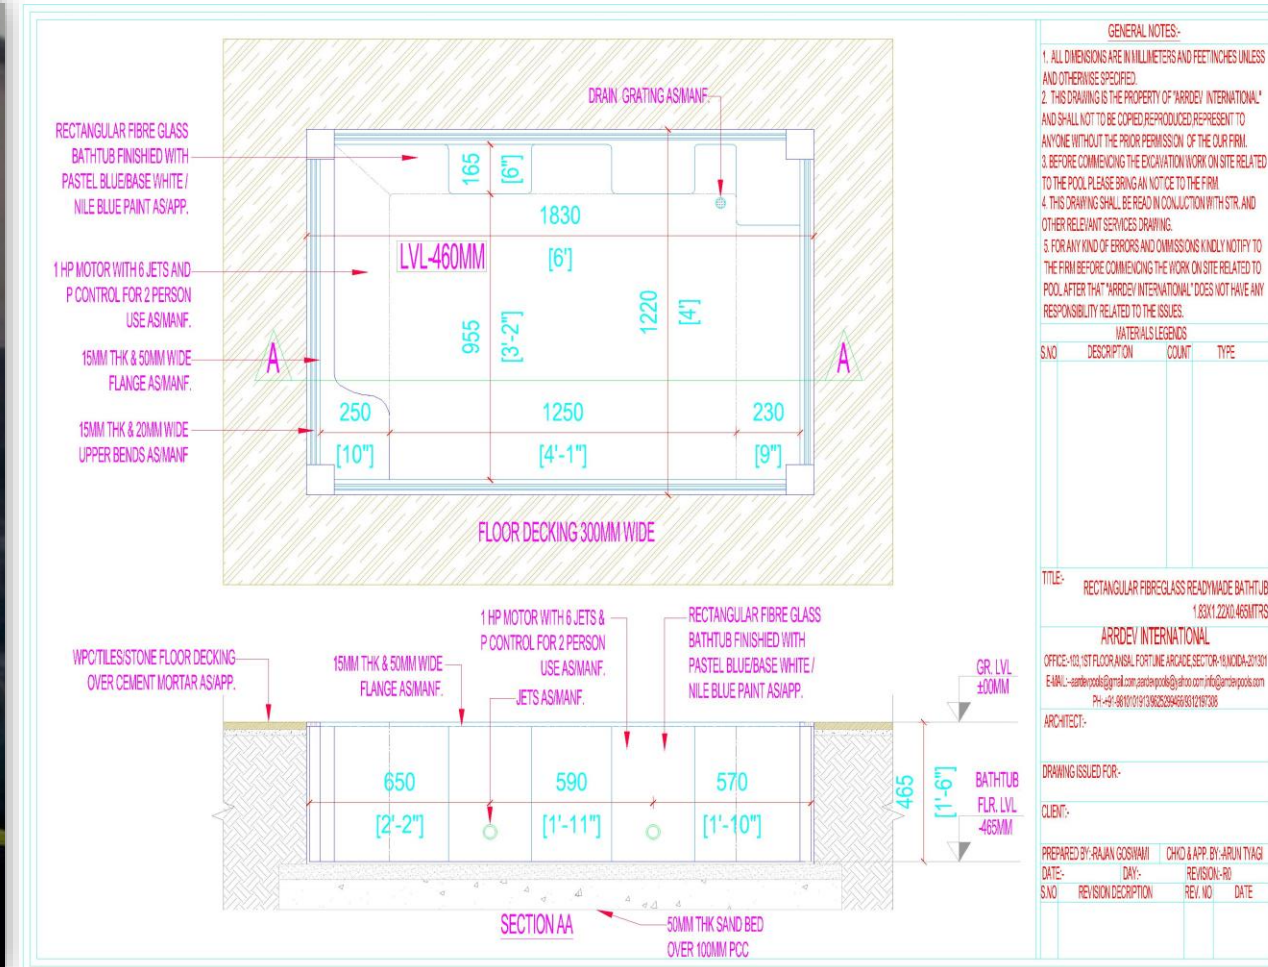 DRAIN GRATING AS/MANF.
RECTANGULAR FIBRE GLASS
BATHTUB FINISHIED WITH
PASTEL BLUE/BASE WHITE /
NILE BLUE PAINT AS/APP.
1 HP MOTOR WITH 6 JETS AND
P CONTROL FOR 2 PERSON
USE AS/MANF.
15MM THK & 50MM WIDE
FLANGE AS/MANF.
15MM THK & 20MM WIDE
UPPER BENDS AS/MANF
165
[6"]
1830
[6']
LVL-460MM
955
[3'-2"]
1220
[4']
A
A
250
[10"]
1250
[4'-1"]
230
[9"]
FLOOR DECKING 300MM WIDE
WPC/TILES/STONE FLOOR DECKING
OVER CEMENT MORTAR AS/APP.
15MM THK & 50MM WIDE
FLANGE AS/MANF.
1 HP MOTOR WITH 6 JETS &
P CONTROL FOR 2 PERSON
USE AS/MANF.
JETS AS/MANF.
RECTANGULAR FIBRE GLASS
BATHTUB FINISHIED WITH
PASTEL BLUE/BASE WHITE /
NILE BLUE PAINT AS/APP.
GR. LVL
±00MM
650
[2'-2"]
590
[1'-11"]
570
[1'-10"]
465
[1'-6"]
BATHTUB
FLR. LVL
-465MM
SECTION AA
50MM THK SAND BED
OVER 100MM PCC
GENERAL NOTES:-
1. ALL DIMENSIONS ARE IN MILLIMETERS AND FEET\INCHES UNLESS
AND OTHERWISE SPECIFIED.
2. THIS DRAWING IS THE PROPERTY OF "ARRDEV INTERNATIONAL"
AND SHALL NOT TO BE COPIED,REPRODUCED,REPRESENT TO
ANYONE WITHOUT THE PRIOR PERMISSION OF THE OUR FIRM.
3. BEFORE COMMENCING THE EXCAVATION WORK ON SITE RELATED
TO THE POOL PLEASE BRING AN NOTICE TO THE FIRM.
4. THIS DRAWING SHALL BE READ IN CONJUCTION WITH STR. AND
OTHER RELEVANT SERVICES DRAWING.
5. FOR ANY KIND OF ERRORS AND OMMISSIONS KINDLY NOTIFY TO
THE FIRM BEFORE COMMENCING THE WORK ON SITE RELATED TO
POOL.AFTER THAT "ARRDEV INTERNATIONAL" DOES NOT HAVE ANY
RESPONSIBILITY RELATED TO THE ISSUES.
MATERIALS LEGENDS
S.NO DESCRIPTION COUNT TYPE
TITLE:-
RECTANGULAR FIBREGLASS READYMADE BATHTUB
1.83X1.22X0.465MTRS
ARRDEV INTERNATIONAL
OFFICE:-103,1ST FLOOR,ANSAL FORTUNE ARCADE,SECTOR-18,NOIDA-201301
E-MAIL:-
PH:-
ARCHITECT:-
DRAWING ISSUED FOR:-
CLIENT:-
PREPARED BY:-RAJAN GOSWAMI CHKD & APP. BY:-ARUN TYAGI
DATE:- DAY:- REVISION:-R0
S.NO REVISION DECRIPTION REV. NO DATE